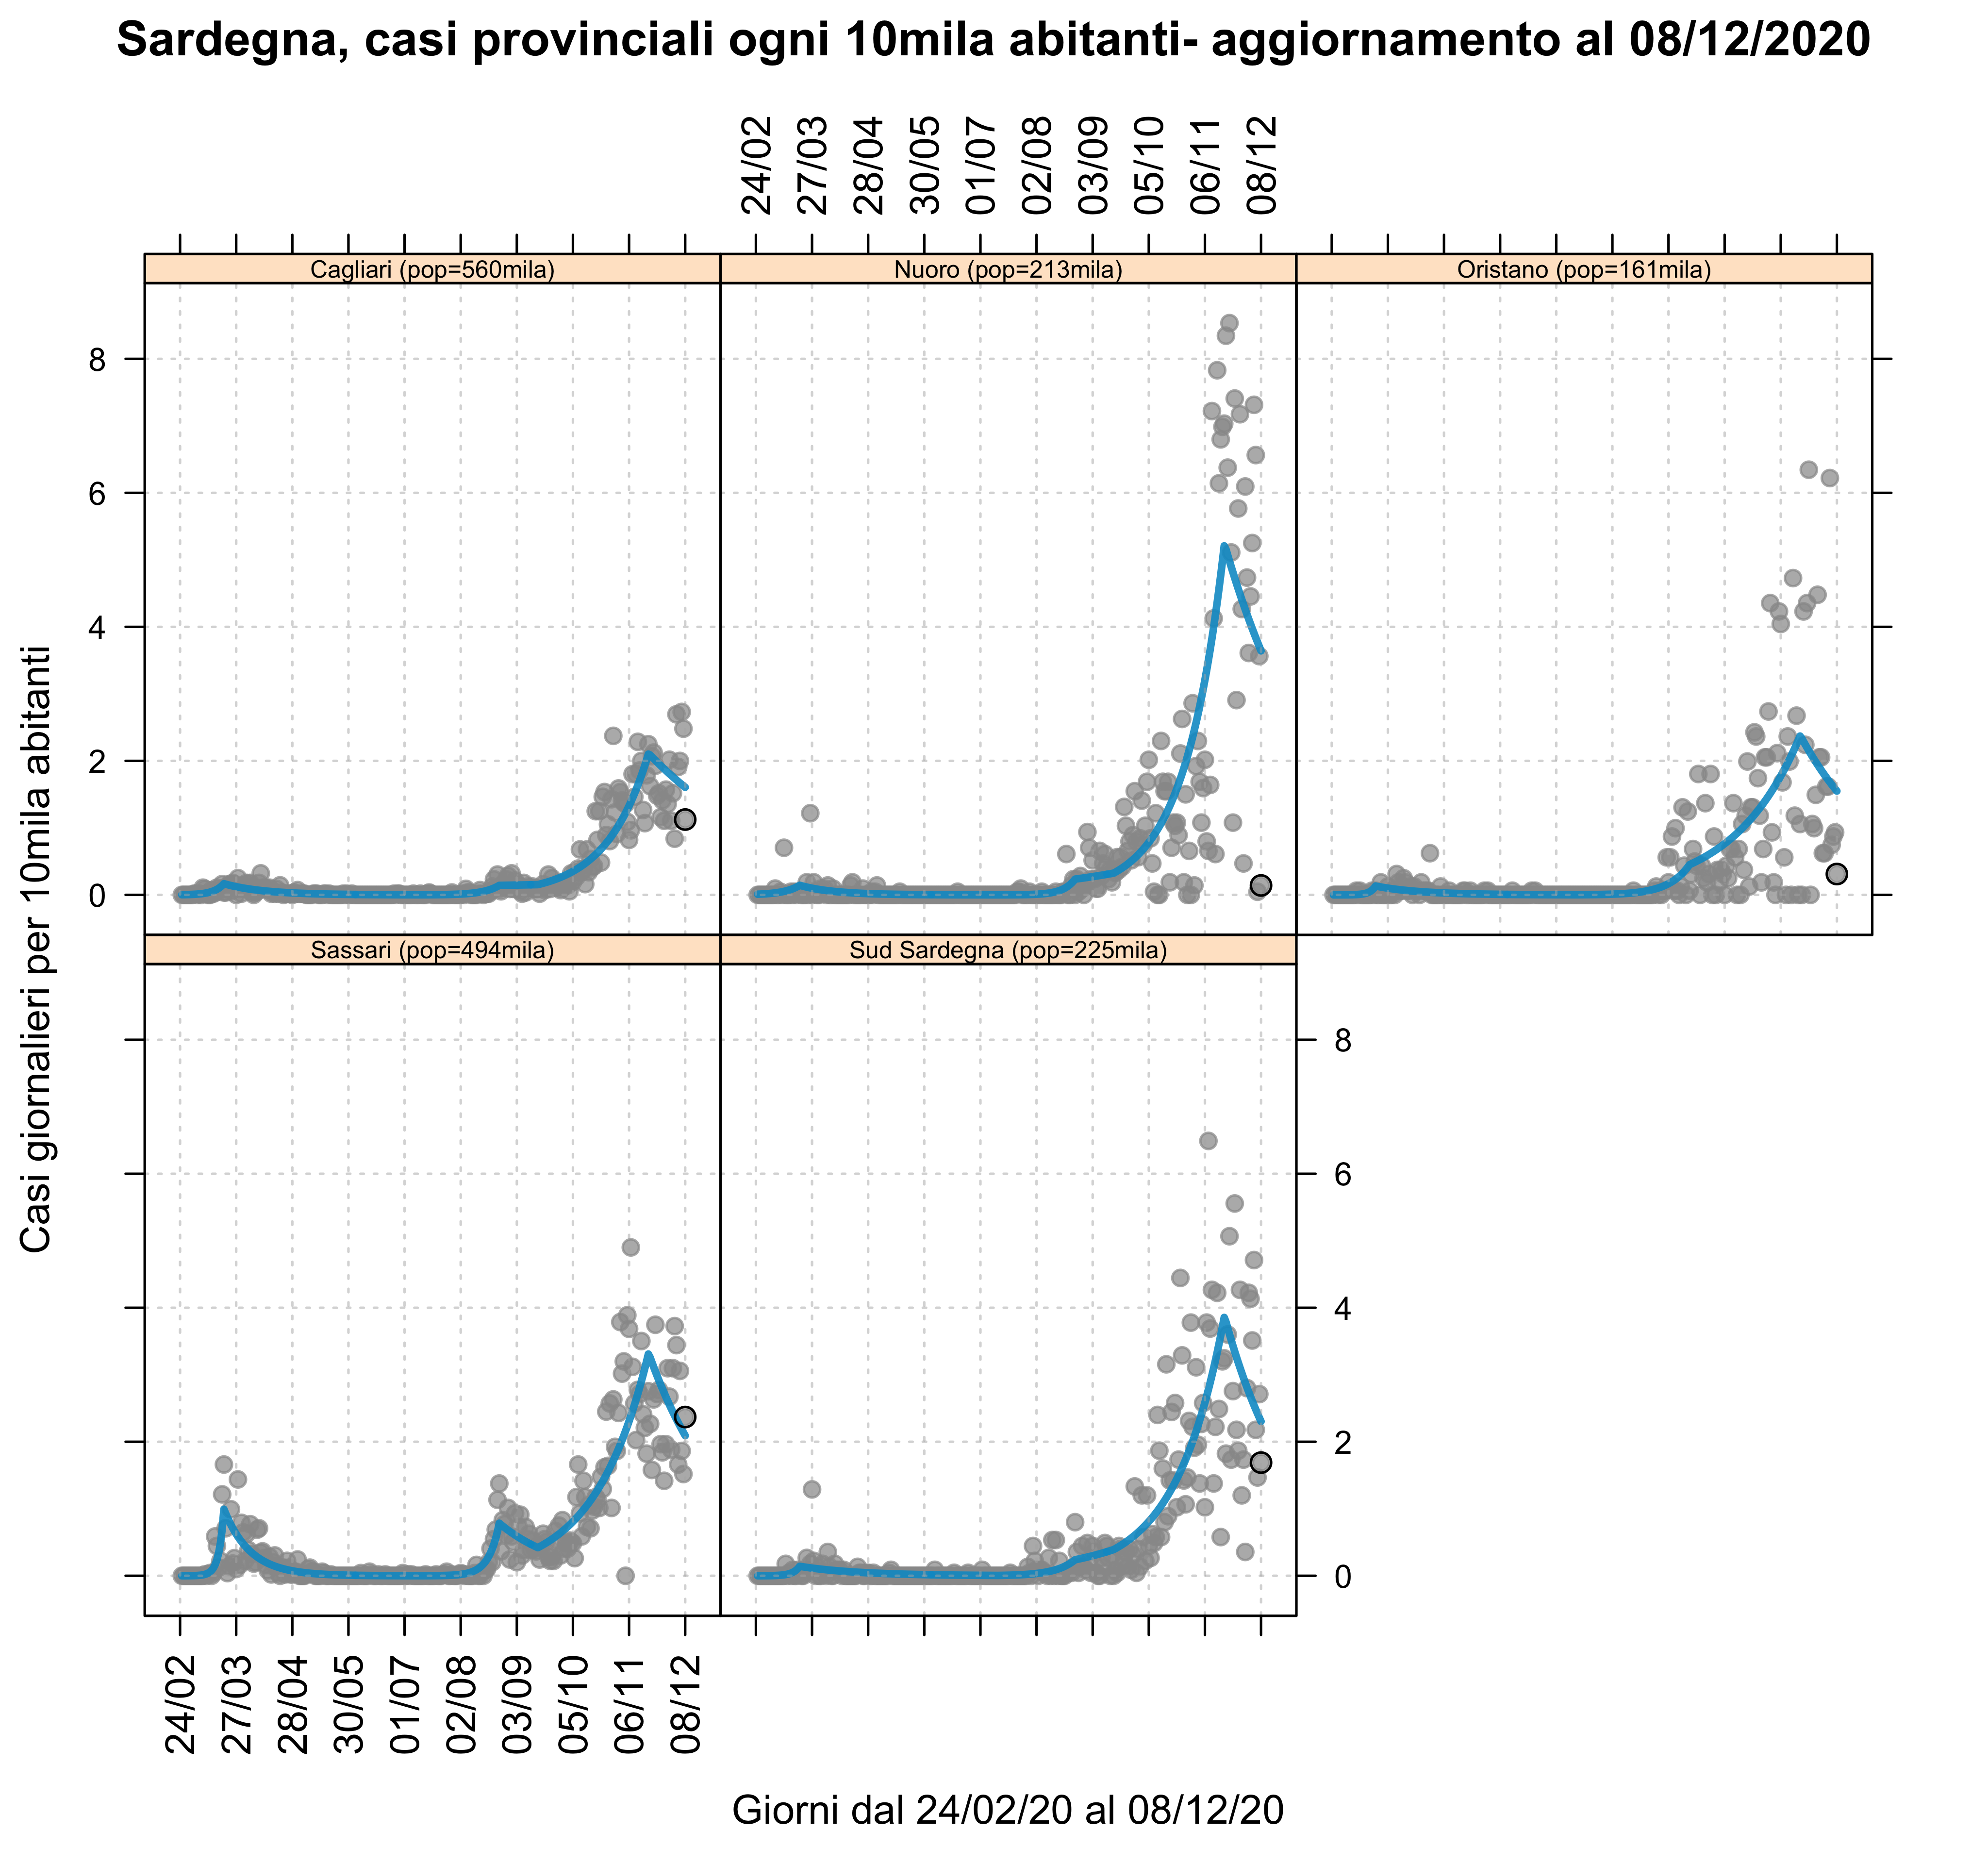 Sardegna, casi provinciali ogni 10mila abitanti- aggiornamento al 08/12/2020
24/02 27/03 28/04 30/05 01/07 02/08 03/09 05/10 06/11 08/12
Cagliari (pop=560mila)
Nuoro (pop=213mila)
Oristano (pop=161mila)
8
6
4
2
0
Casi giornalieri per 10mila abitanti
Sassari (pop=494mila)
Sud Sardegna (pop=225mila)
8
6
4
2
0
24/02 27/03 28/04 30/05 01/07 02/08 03/09 05/10 06/11 08/12
Giorni dal 24/02/20 al 08/12/20